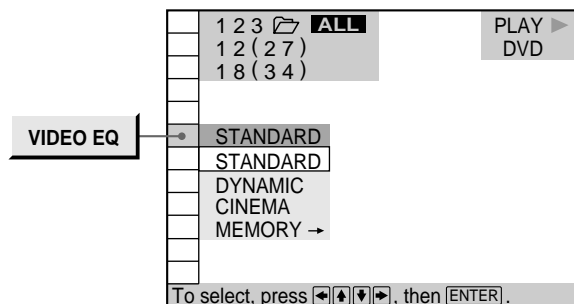 1 2 3 ALL
1 2 ( 2 7 )
1 8 ( 3 4 )
PLAY
DVD
VIDEO EQ
STANDARD
STANDARD
DYNAMIC
CINEMA
MEMORY →
To select, press ←↑↓→, then ENTER.